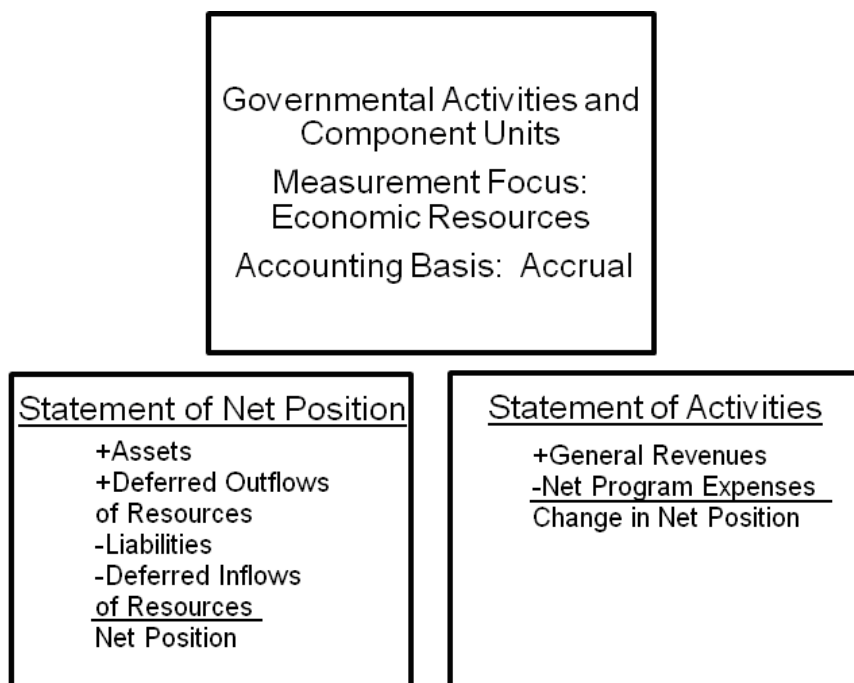 Governmental Activities and
Component Units
Measurement Focus:
Economic Resources
Accounting Basis: Accrual
Statement of Net Position
+Assets
+Deferred Outflows
of Resources
-Liabilities
-Deferred Inflows
of Resources
Net Position
Statement of Activities
+General Revenues
-Net Program Expenses
Change in Net Position